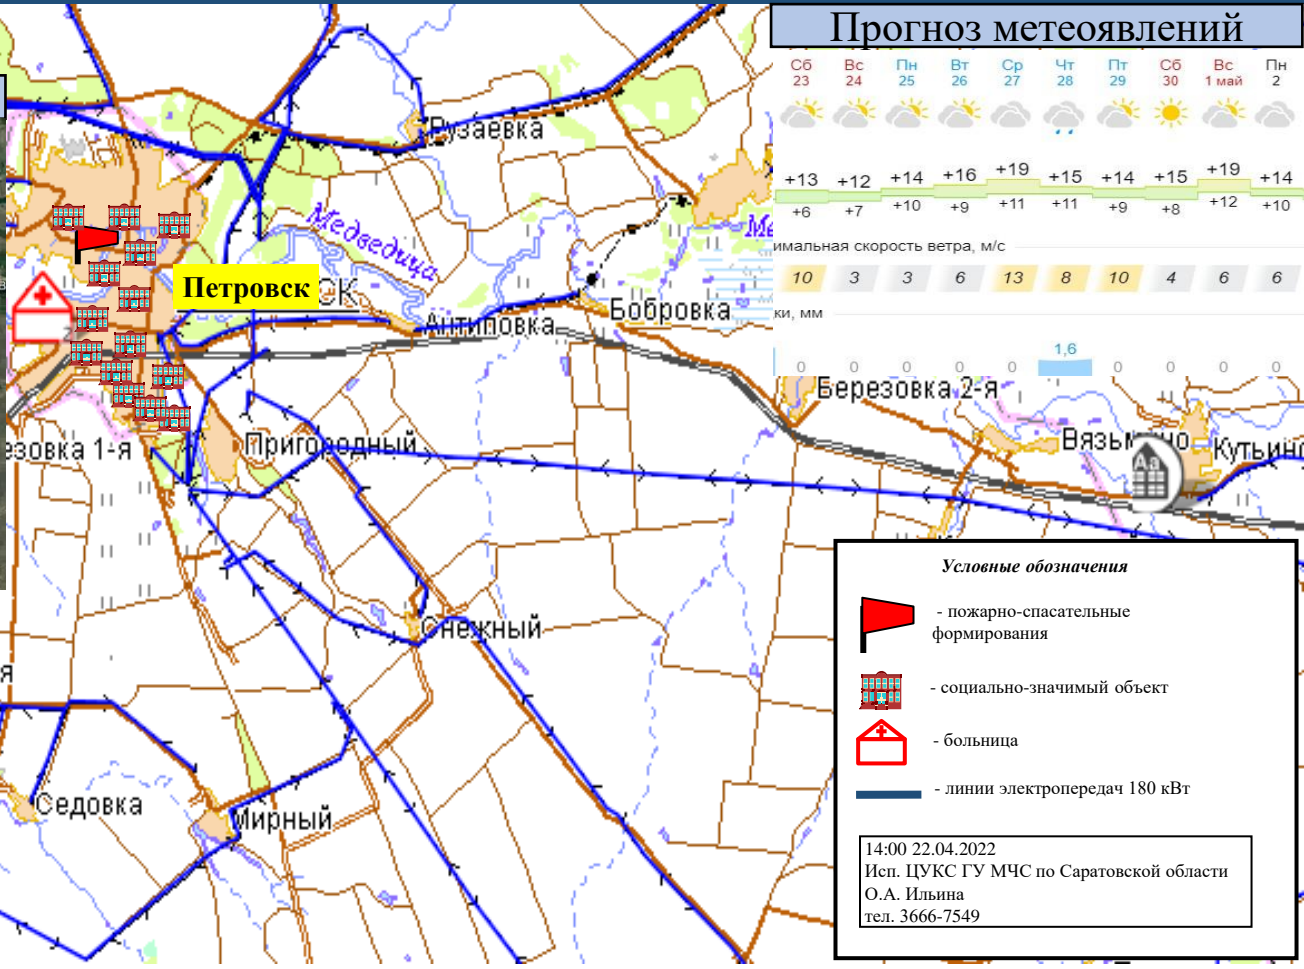 Прогноз метеоявлений
Сб Вс Пн Вт Ср Чт Пт Сб Вс Пн
23 24 25 26 27 28 29 30 1 май 2
+13 +12 +14 +16 +19 +15 +14 +15 +19 +14
+6 +7 +10 +9 +11 +11 +9 +8 +12 +10
имальная скорость ветра, м/с
10 3 3 6 13 8 10 4 6 6
ки, мм
1,6
0 0 0 0 0 0 0 0 0
Рузаевка
Медведица
Ме
Петровск
СК
Антиповка
Бобровка
Березовка 2-я
Вязьмино
Кутьино
езовка 1-я
Пригородный
Снежный
я
Седовка
Мирный
Аа
Условные обозначения
- пожарно-спасательные
формирования
- социально-значимый объект
- больница
- линии электропередач 180 кВт
14:00 22.04.2022
Исп. ЦУКС ГУ МЧС по Саратовской области
О.А. Ильина
тел. 3666-7549